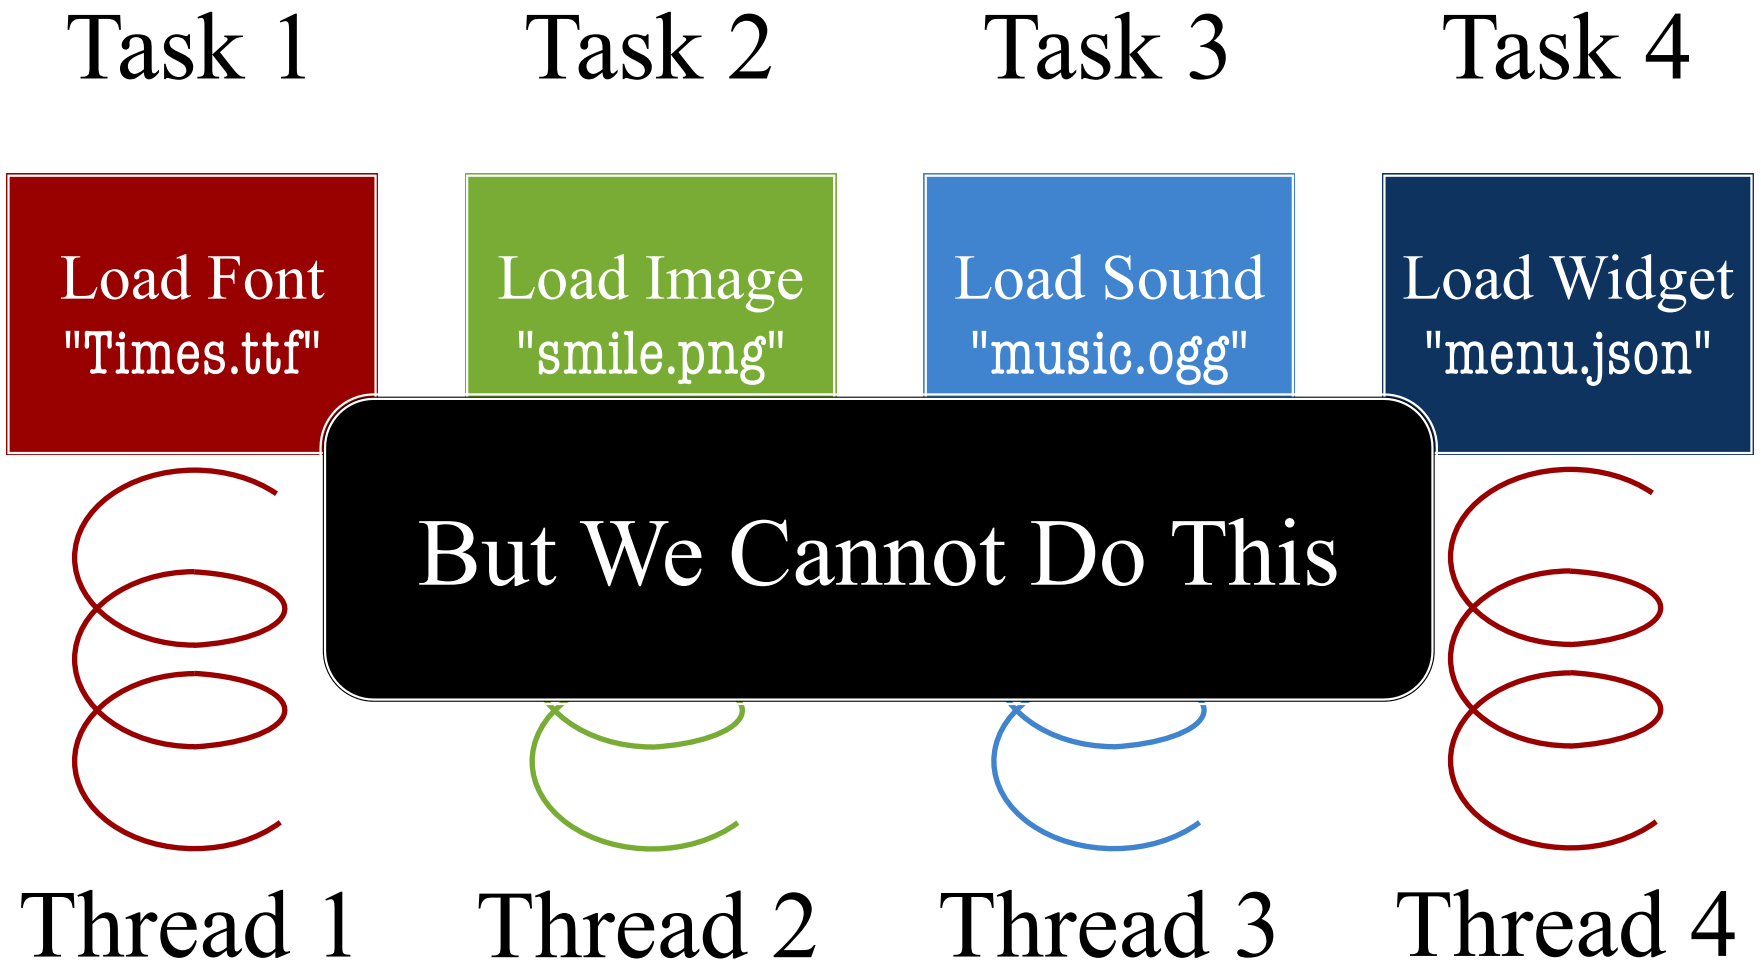 Task 1
Task 2
Task 3
Task 4
Load Font
"Times.ttf"
Load Image
"smile.png"
Load Sound
"music.ogg"
Load Widget
"menu.json"
But We Cannot Do This
Thread 1
Thread 2
Thread 3
Thread 4